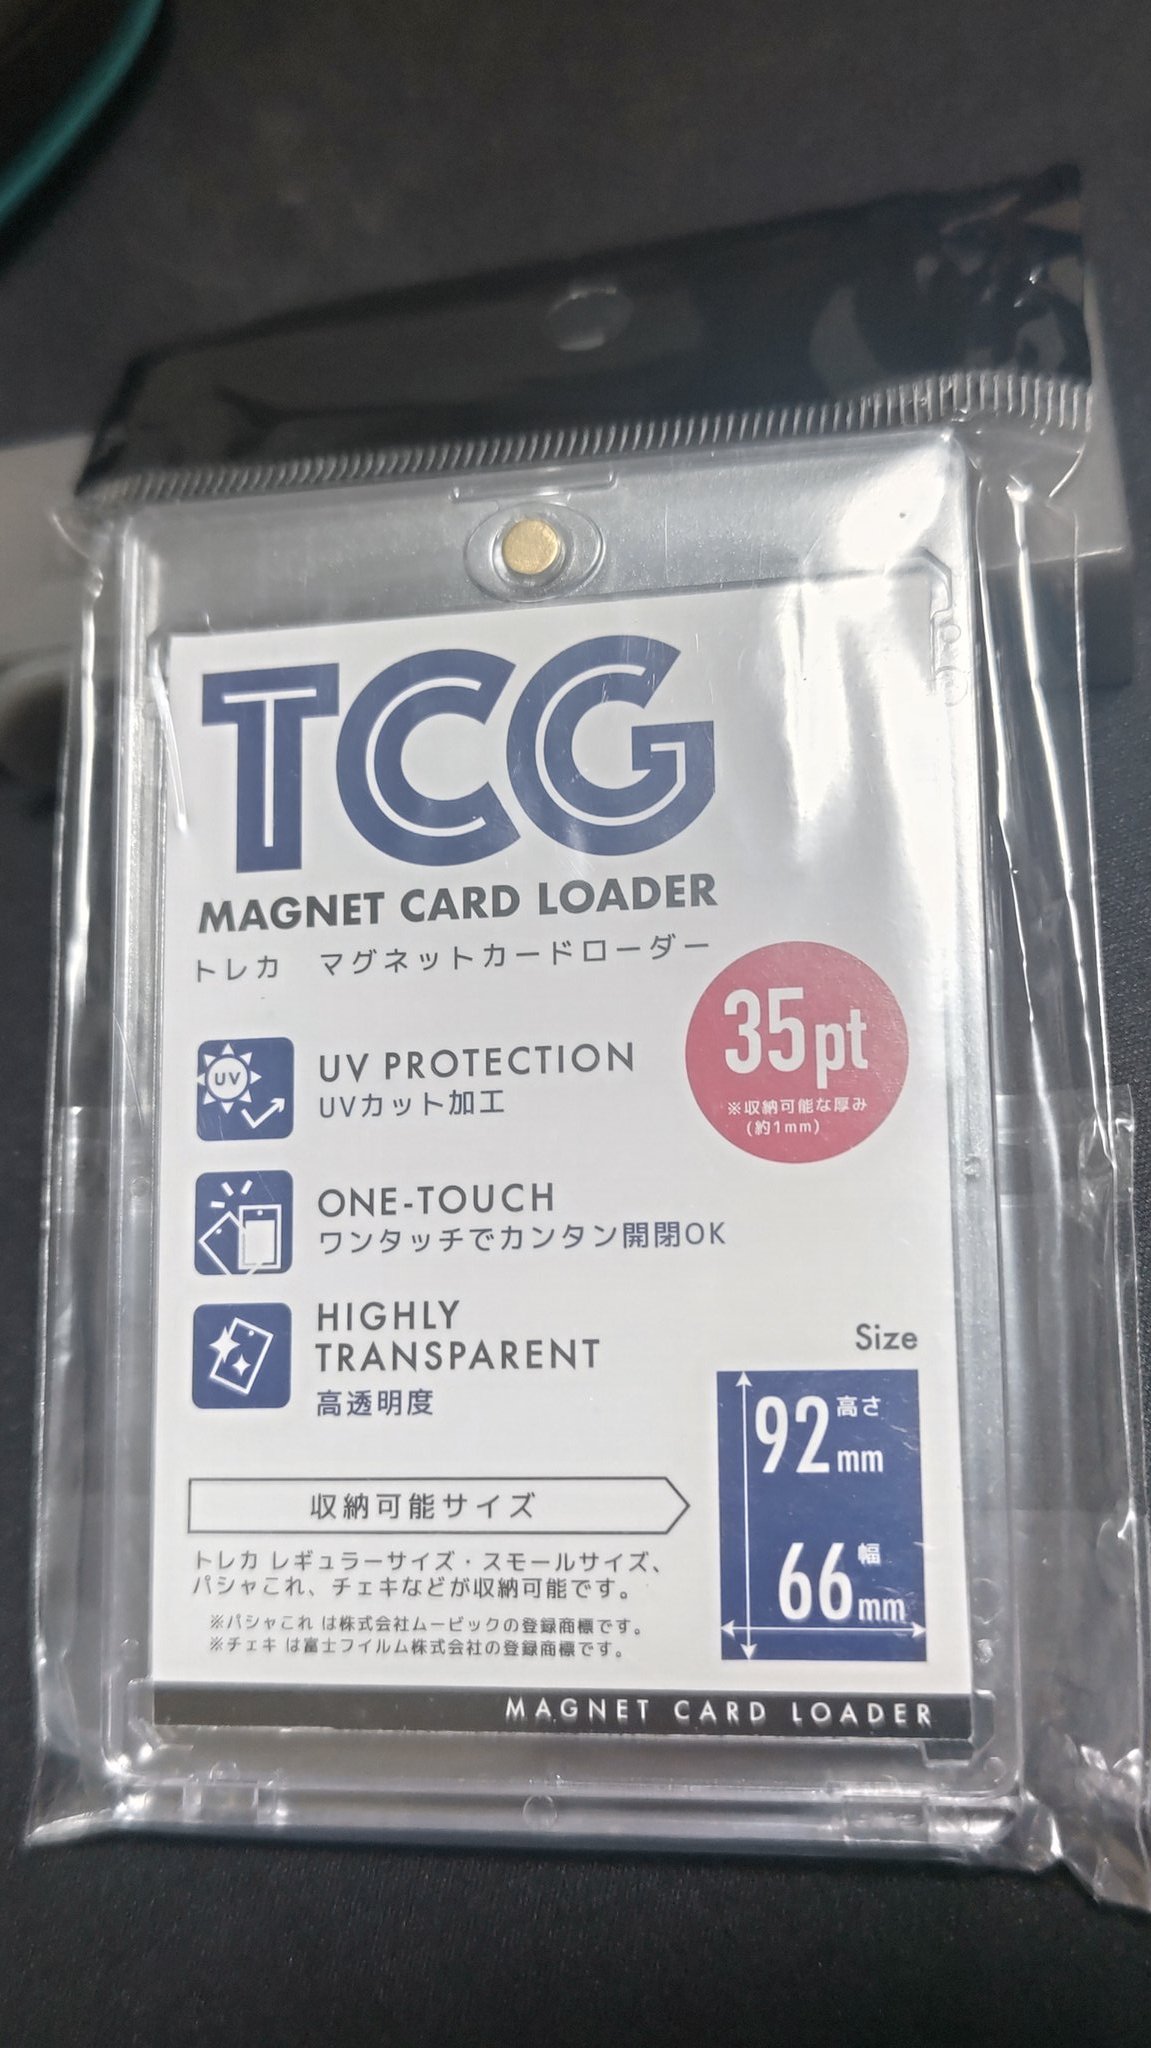 TCG
MAGNET CARD LOADER
トレカ マグネットカードローダー
35pt
※収納可能な厚み
(約1mm)
UV
UV PROTECTION
UVカット加工
ONE-TOUCH
ワンタッチでカンタン開閉OK
HIGHLY
TRANSPARENT
高透明度
Size
92 高さ
mm
66 幅
mm
収納可能サイズ
トレカ レギュラーサイズ・スモールサイズ、
パシャこれ、チェキなどが収納可能です。
※パシャこれ は株式会社ムービックの登録商標です。
※チェキ は富士フイルム株式会社の登録商標です。
MAGNET CARD LOADER